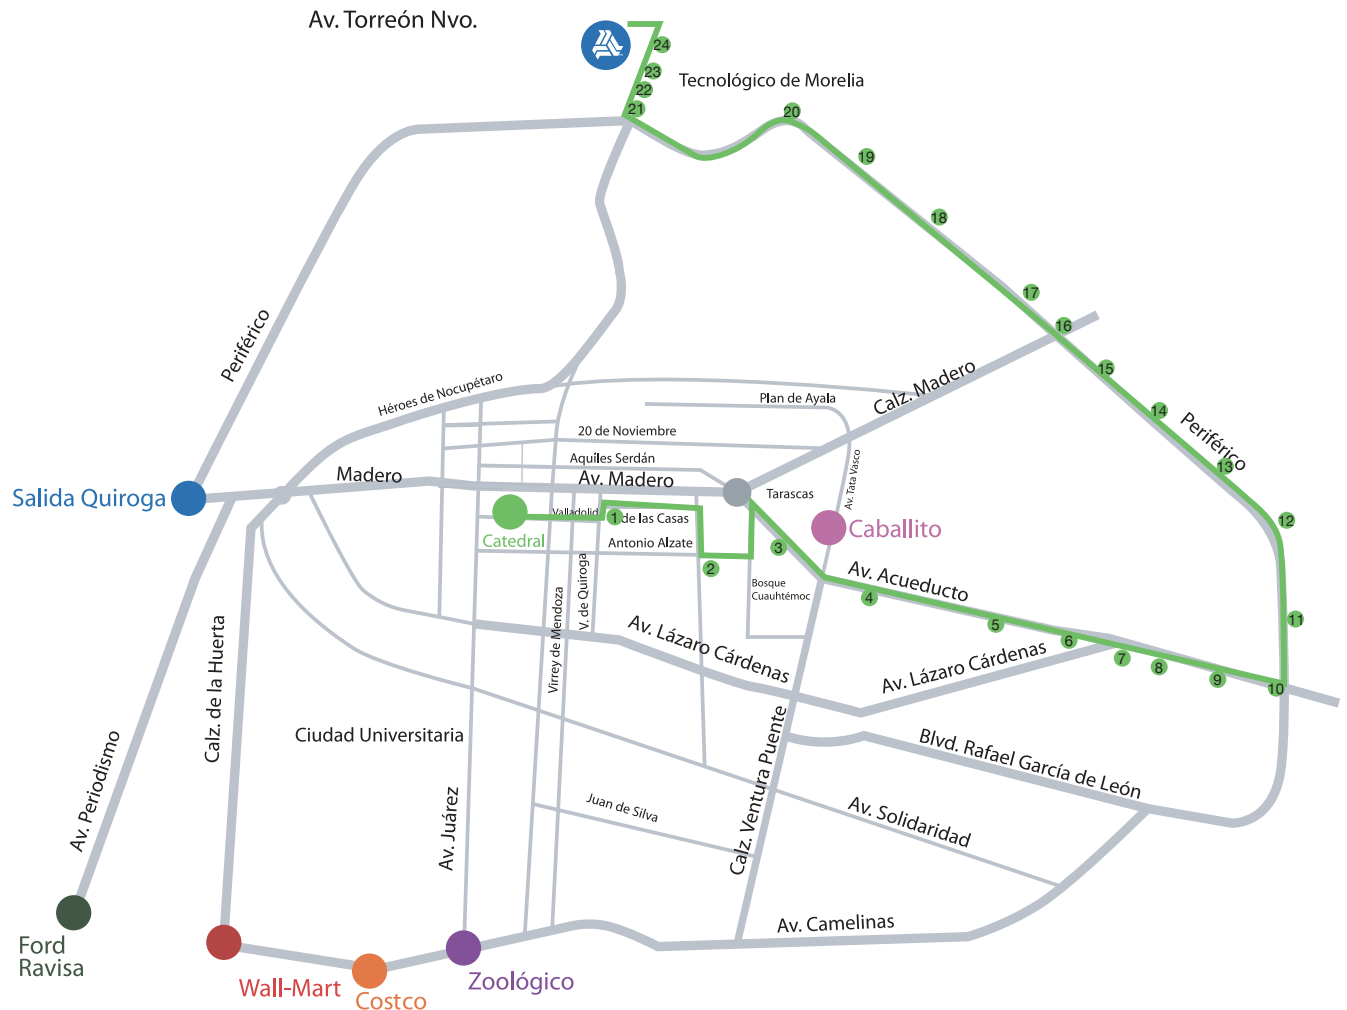 Av. Torreón Nvo.
24
23
22
21
Tecnológico de Morelia
20
19
18
17
16
15
14
13
12
11
10
9
8
7
6
5
4
3
2
1
Periférico
Periférico
Héroes de Nocupétaro
Plan de Ayala
Calz. Madero
20 de Noviembre
Aquíles Serdán
Madero
Av. Madero
Av. Tata Vasco
Salida Quiroga
Tarascas
Valladolid
de las Casas
Catedral
Antonio Alzate
Caballito
Av. Acueducto
Bosque
Cuauhtémoc
V. de Quiroga
Virrey de Mendoza
Av. Lázaro Cárdenas
Av. Lázaro Cárdenas
Calz. de la Huerta
Ciudad Universitaria
Av. Periodismo
Calz. Ventura Puente
Blvd. Rafael García de León
Juan de Silva
Av. Solidaridad
Av. Juárez
Av. Camelinas
Ford
Ravisa
Wall-Mart
Costco
Zoológico